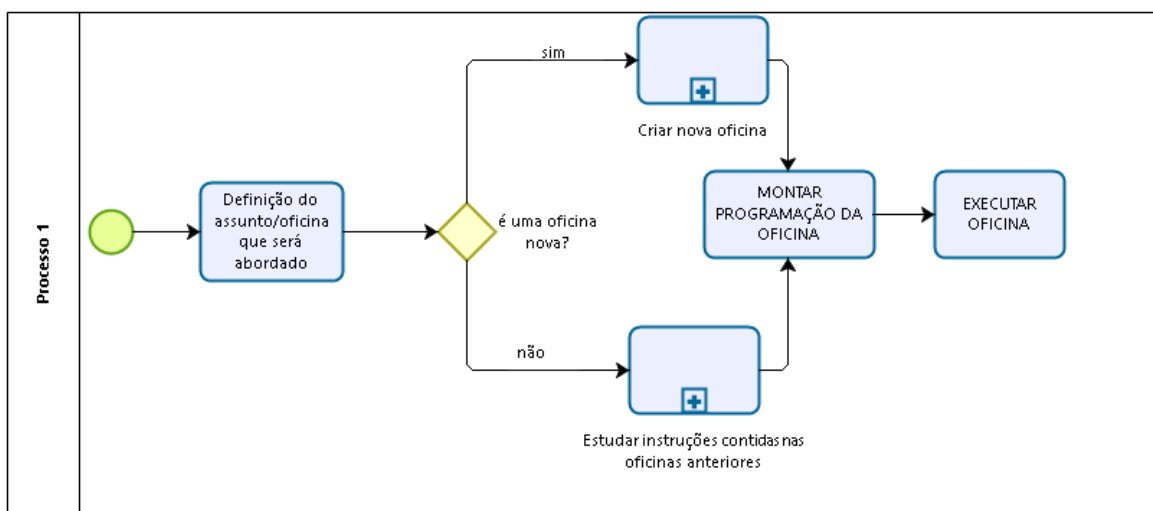 Processo 1
Definição do
assunto/oficina
que será
abordado
é uma oficina
nova?
sim
Criar nova oficina
não
Estudar instruções contidas nas
oficinas anteriores
MONTAR
PROGRAMAÇÃO DA
OFICINA
EXECUTAR
OFICINA